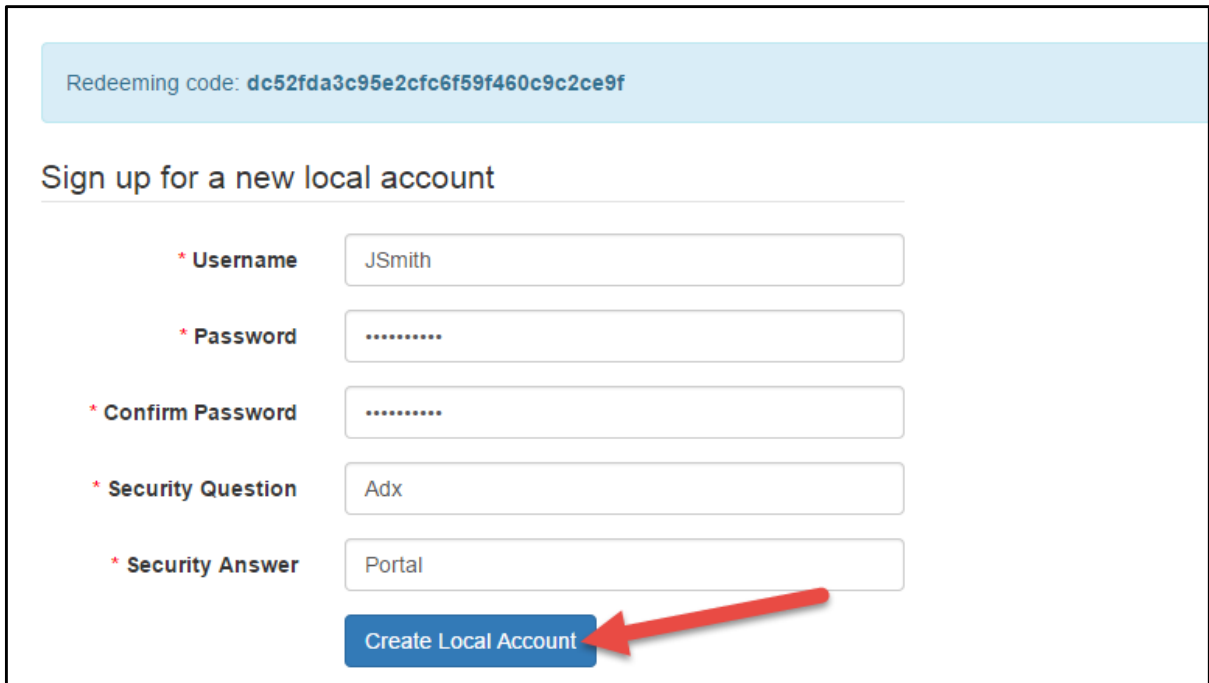 Redeeming code: dc52fda3c95e2cfc6f59f460c9c2ce9f
Sign up for a new local account
* Username JSmith
* Password ••••••••••
* Confirm Password ••••••••••
* Security Question Adx
* Security Answer Portal
Create Local Account